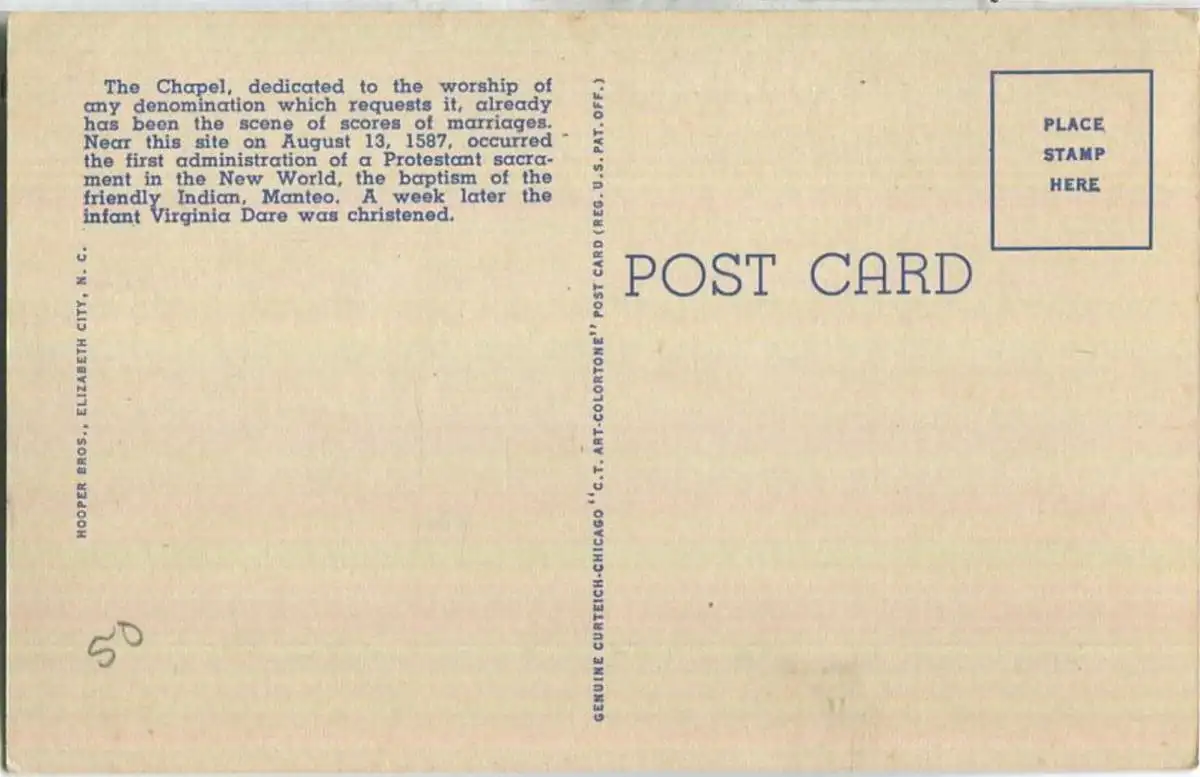 The Chapel, dedicated to the worship of
any denomination which requests it, already
has been the scene of scores of marriages.
Near this site on August 13, 1587, occurred
the first administration of a Protestant sacra-
ment in the New World, the baptism of the
friendly Indian, Manteo. A week later the
infant Virginia Dare was christened.
HOOPER BROS., ELIZABETH CITY, N. C.
50
GENUINE CURTEICH-CHICAGO "C.T. ART-COLORTONE" POST CARD (REG. U.S. PAT. OFF.)
POST CARD
PLACE
STAMP
HERE